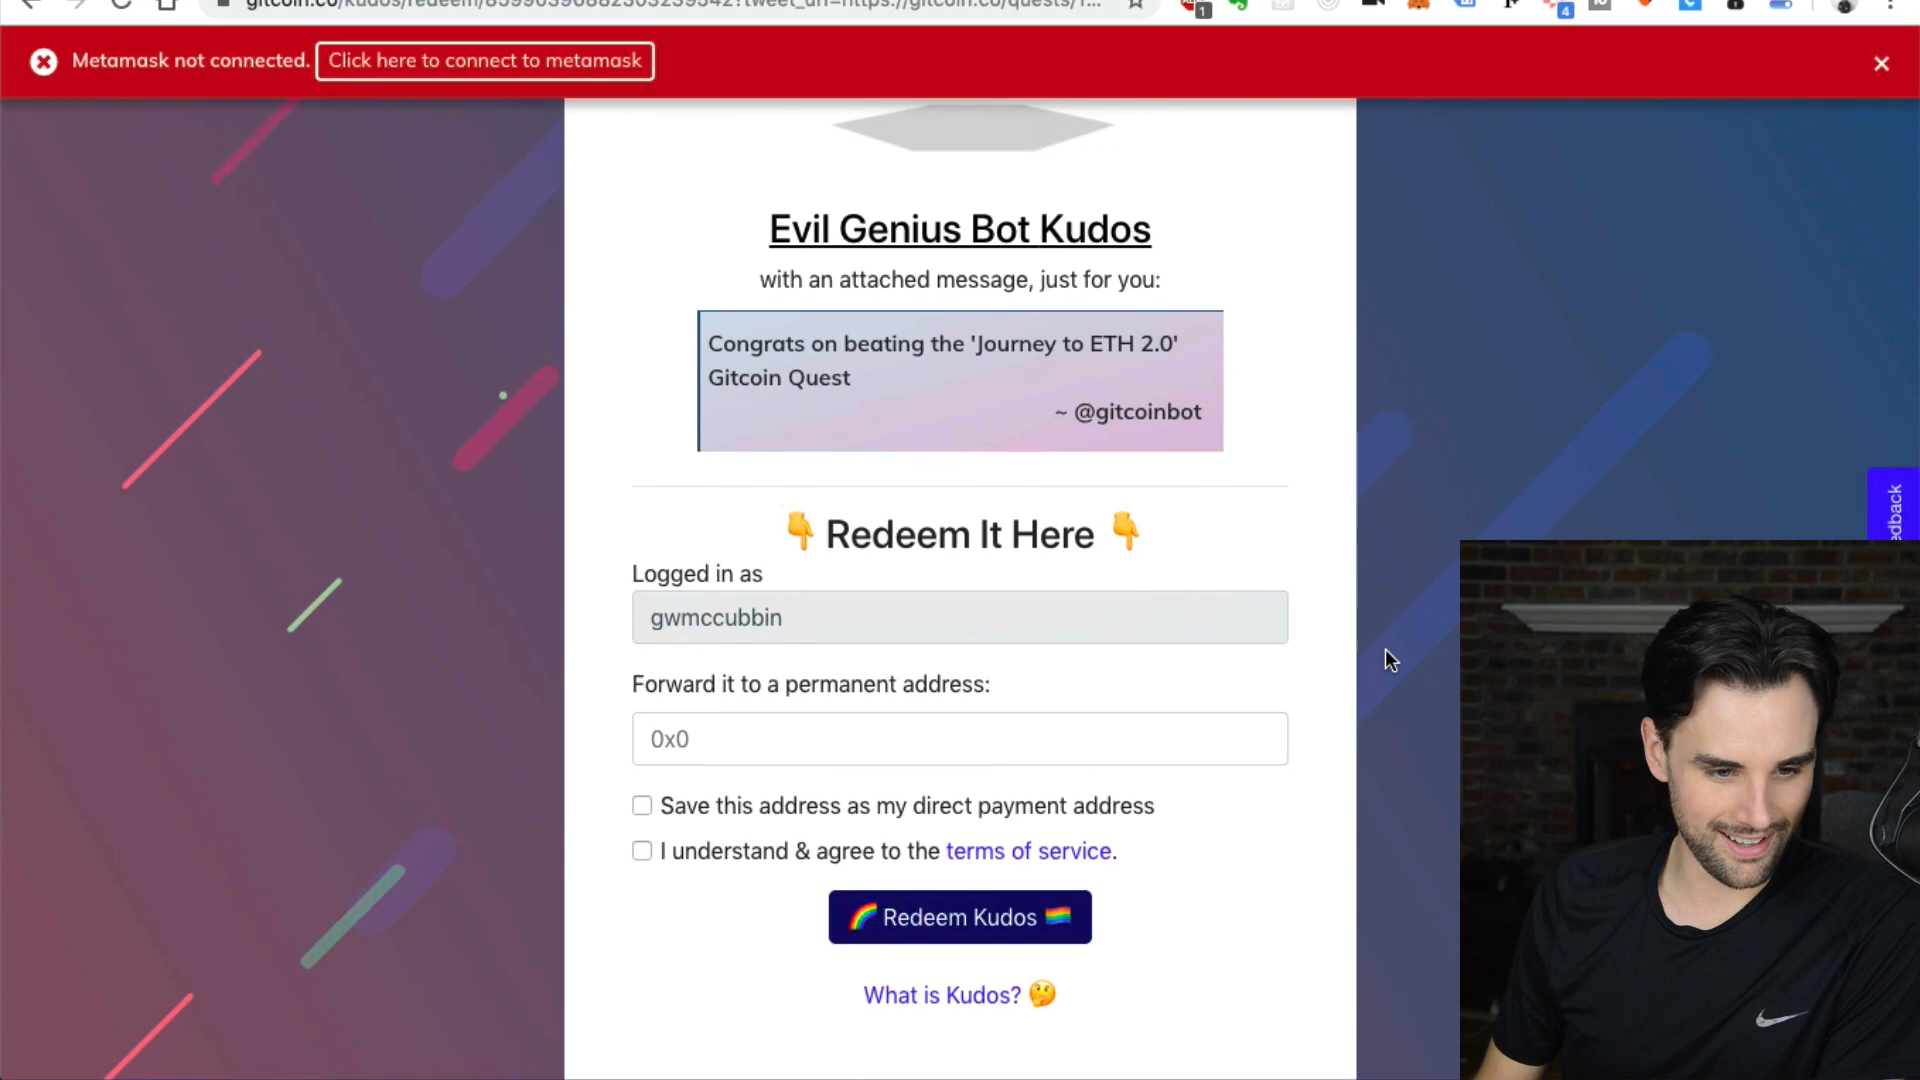 Metamask not connected. Click here to connect to metamask
Evil Genius Bot Kudos
with an attached message, just for you:
Congrats on beating the 'Journey to ETH 2.0'
Gitcoin Quest
~ @gitcoinbot
👇 Redeem It Here 👇
Logged in as
gwmccubbin
Forward it to a permanent address:
0x0
Save this address as my direct payment address
I understand & agree to the terms of service.
🌈 Redeem Kudos 🏳️‍🌈
What is Kudos? 🤔